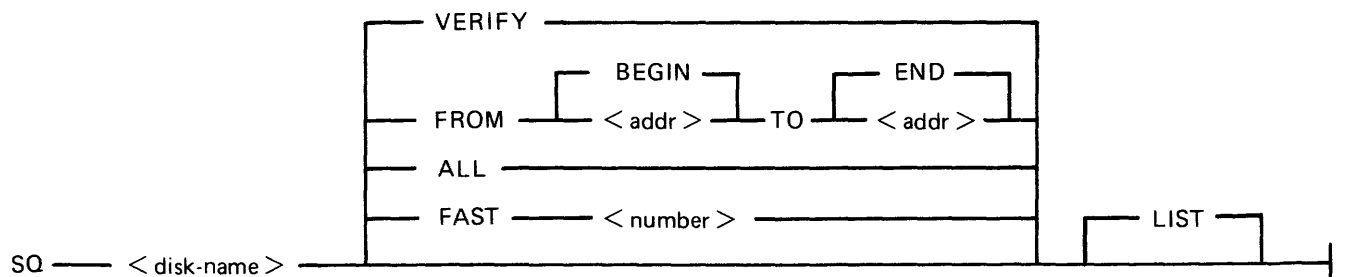 VERIFY
BEGIN END
FROM < addr > TO < addr >
ALL
FAST < number >
LIST
SQ < disk-name >